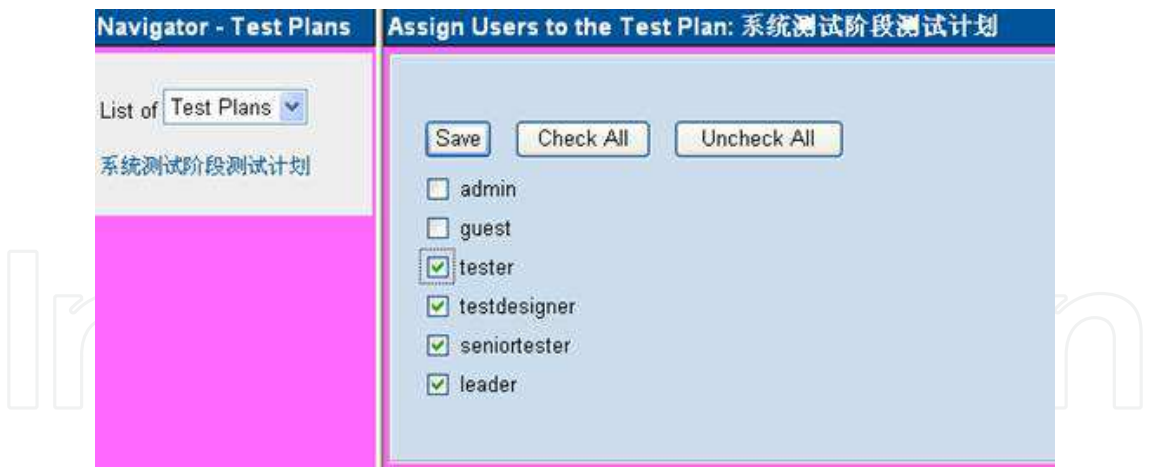 Navigator - Test Plans
List of Test Plans
系统测试阶段测试计划
Assign Users to the Test Plan: 系统测试阶段测试计划
Save Check All Uncheck All
admin
guest
tester
testdesigner
seniortester
leader